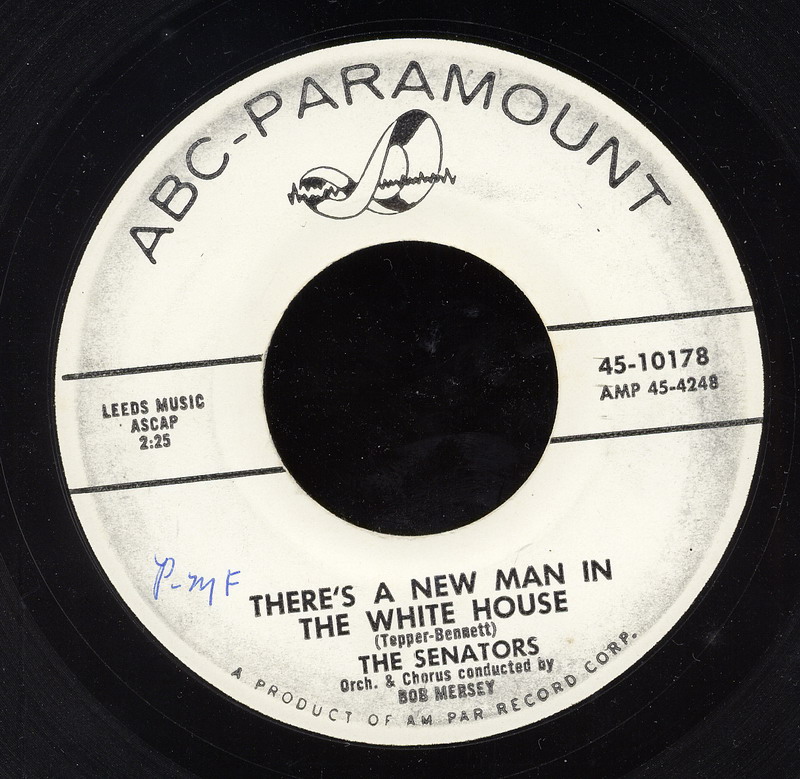 ABC-PARAMOUNT
45-10178
AMP 45-4248
LEEDS MUSIC
ASCAP
2:25
P-mF
THERE'S A NEW MAN IN
THE WHITE HOUSE
(Tepper-Bennett)
THE SENATORS
Orch. & Chorus conducted by
BOB MERSEY
A PRODUCT OF AM PAR RECORD CORP.